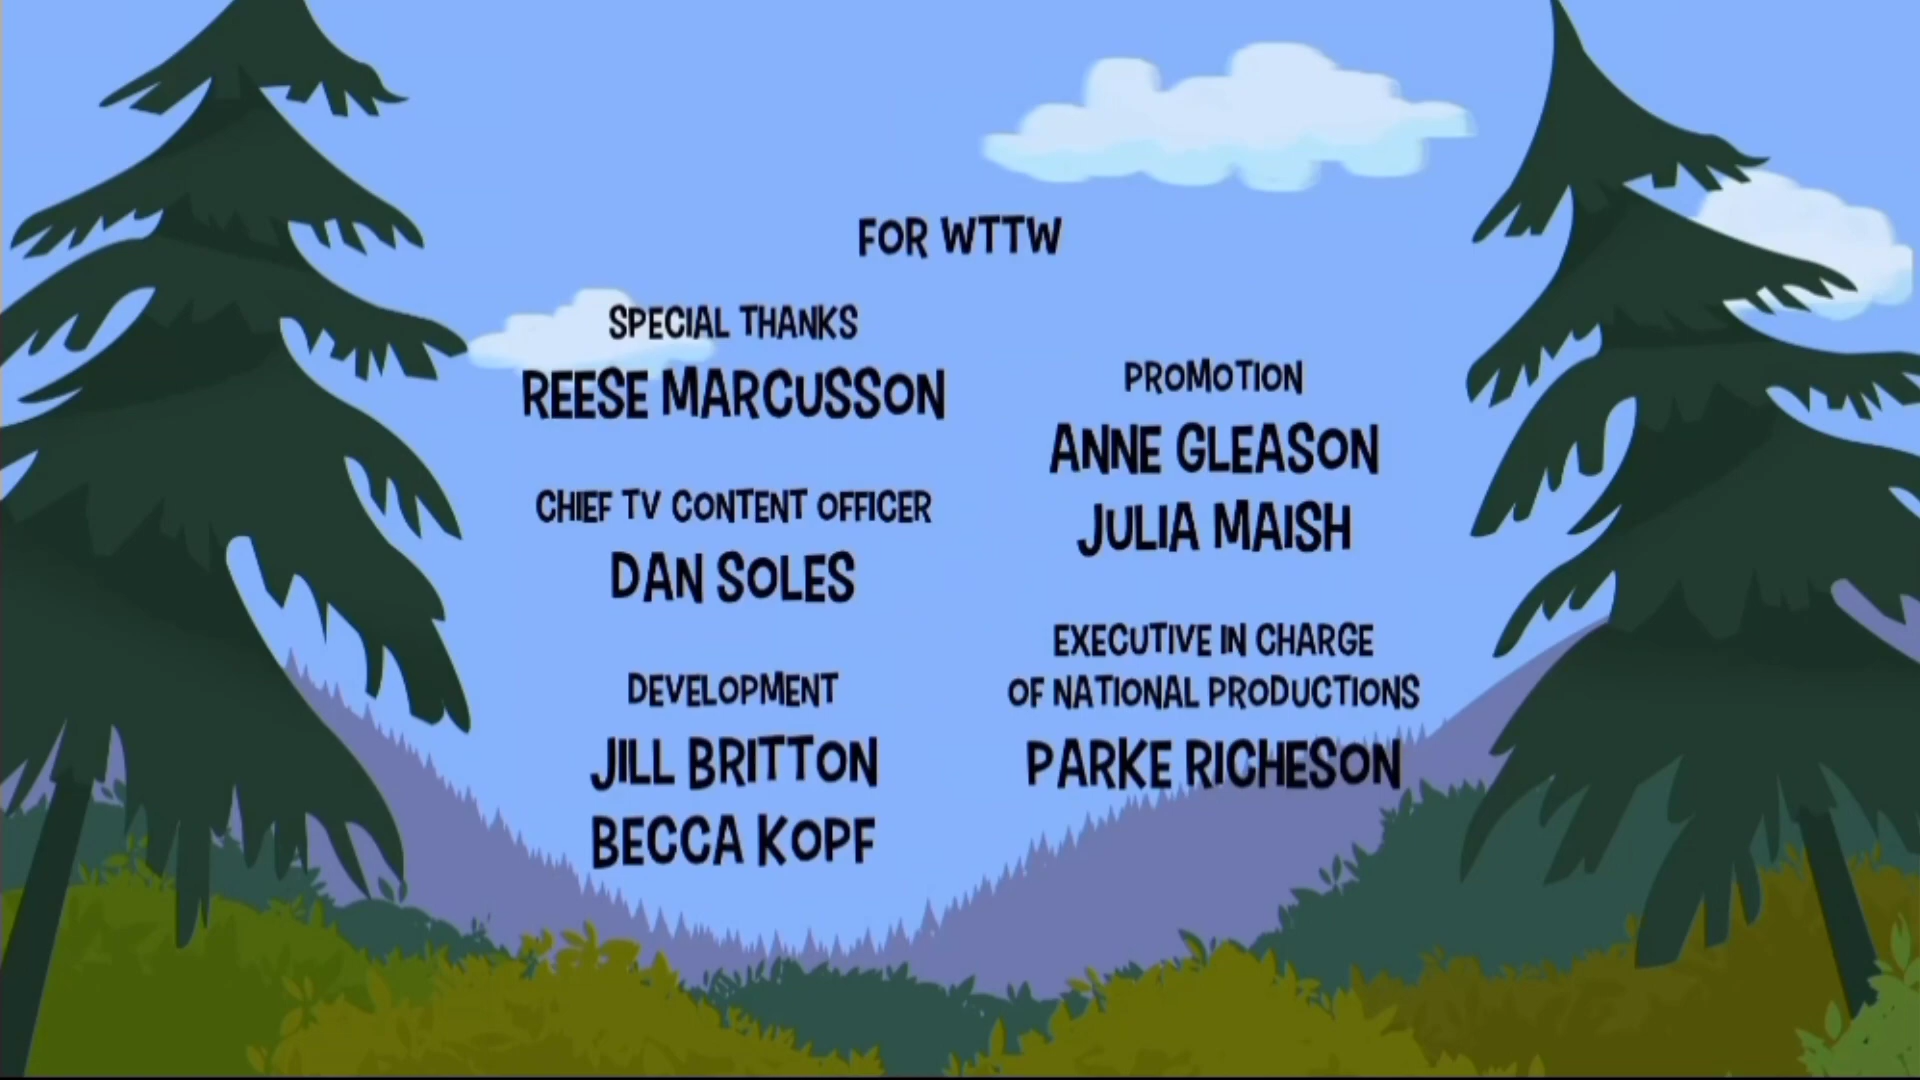 FOR WTTW
SPECIAL THANKS
REESE MARCUSSON
CHIEF TV CONTENT OFFICER
DAN SOLES
DEVELOPMENT
JILL BRITTON
BECCA KOPF
PROMOTION
ANNE GLEASON
JULIA MAISH
EXECUTIVE IN CHARGE
OF NATIONAL PRODUCTIONS
PARKE RICHESON